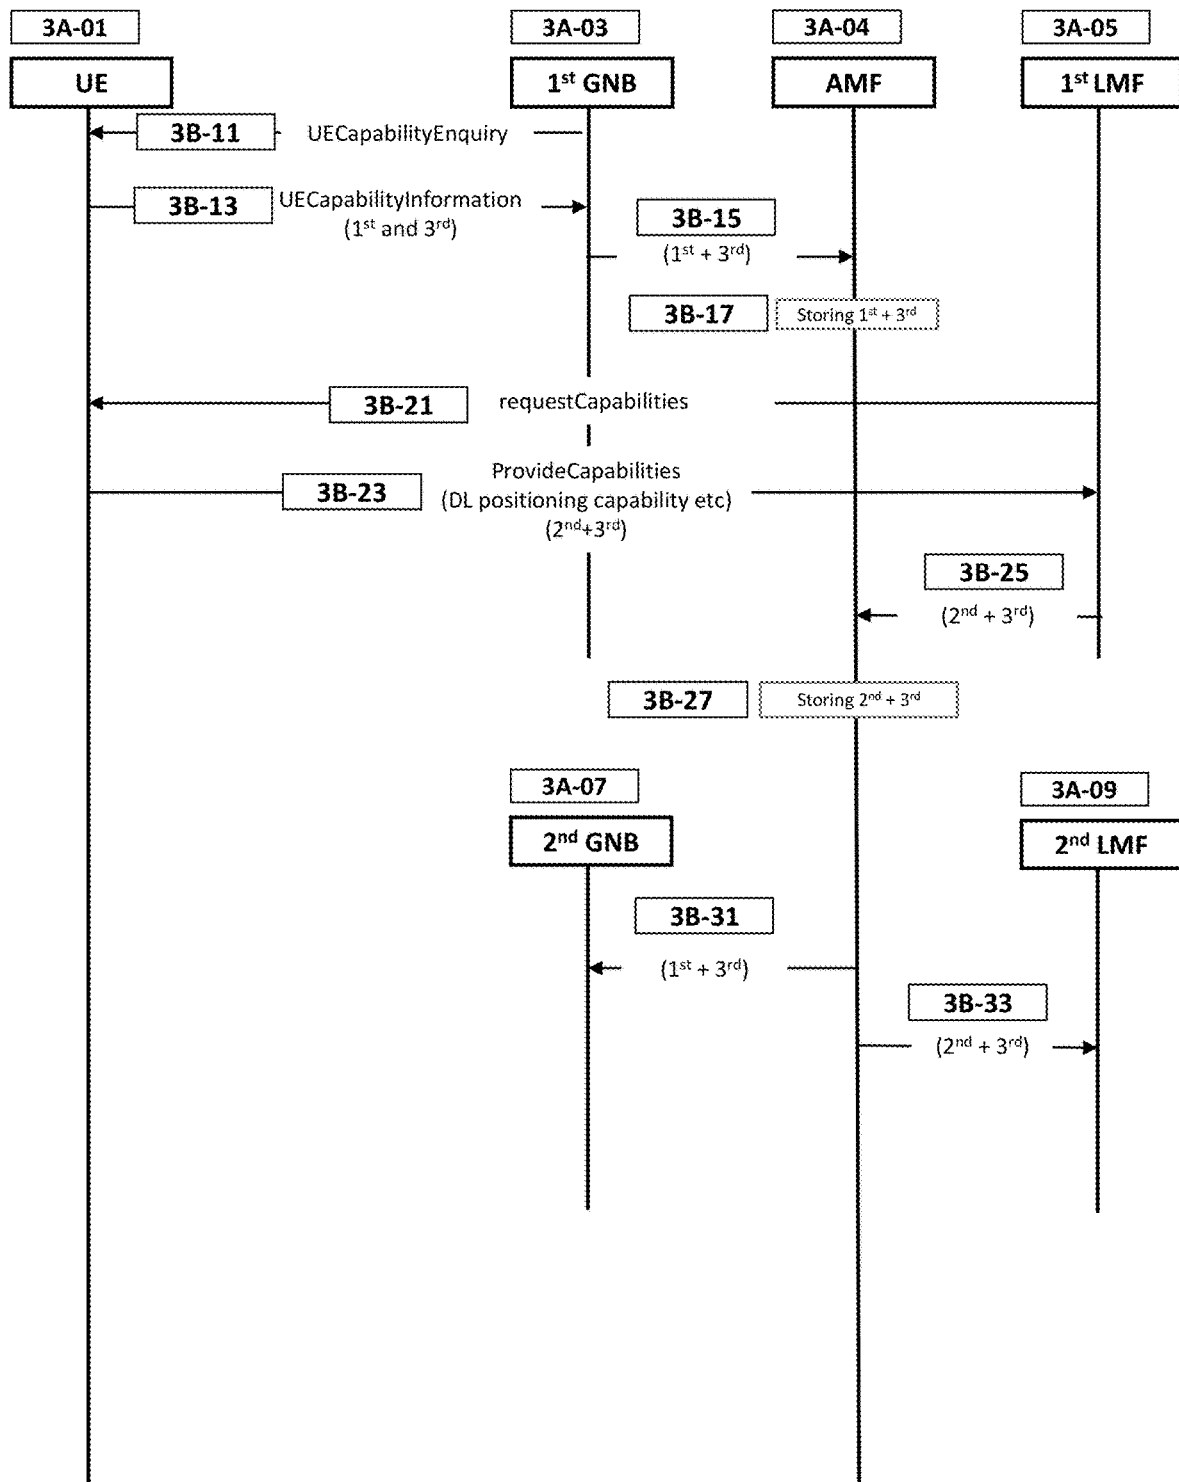 3A-01
3A-03
3A-04
3A-05
UE
1st GNB
AMF
1st LMF
3B-11
UECapabilityEnquiry
3B-13
UECapabilityInformation
(1st and 3rd)
3B-15
(1st + 3rd)
3B-17
Storing 1st + 3rd
3B-21
requestCapabilities
3B-23
ProvideCapabilities
(DL positioning capability etc)
(2nd+3rd)
3B-25
(2nd + 3rd)
3B-27
Storing 2nd + 3rd
3A-07
3A-09
2nd GNB
2nd LMF
3B-31
(1st + 3rd)
3B-33
(2nd + 3rd)